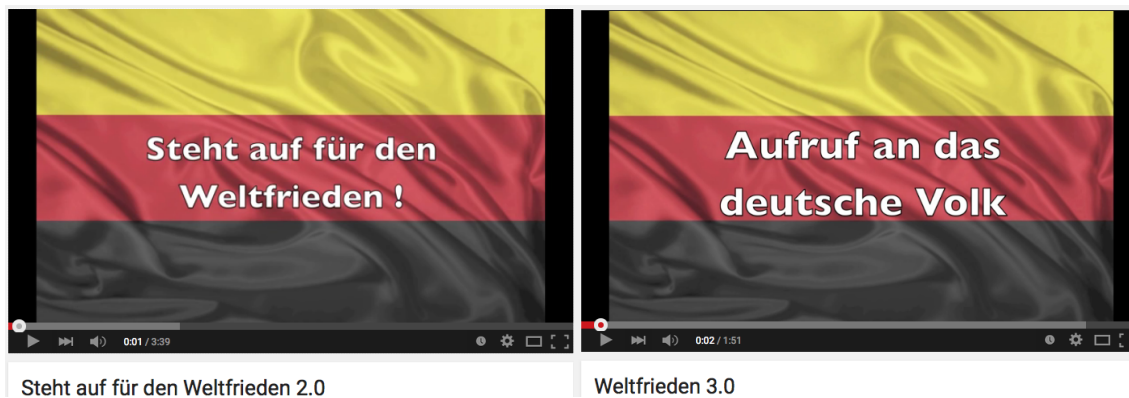 Steht auf für den
Weltfrieden !
0:01 / 3:39
Steht auf für den Weltfrieden 2.0
Aufruf an das
deutsche Volk
0:02 / 1:51
Weltfrieden 3.0